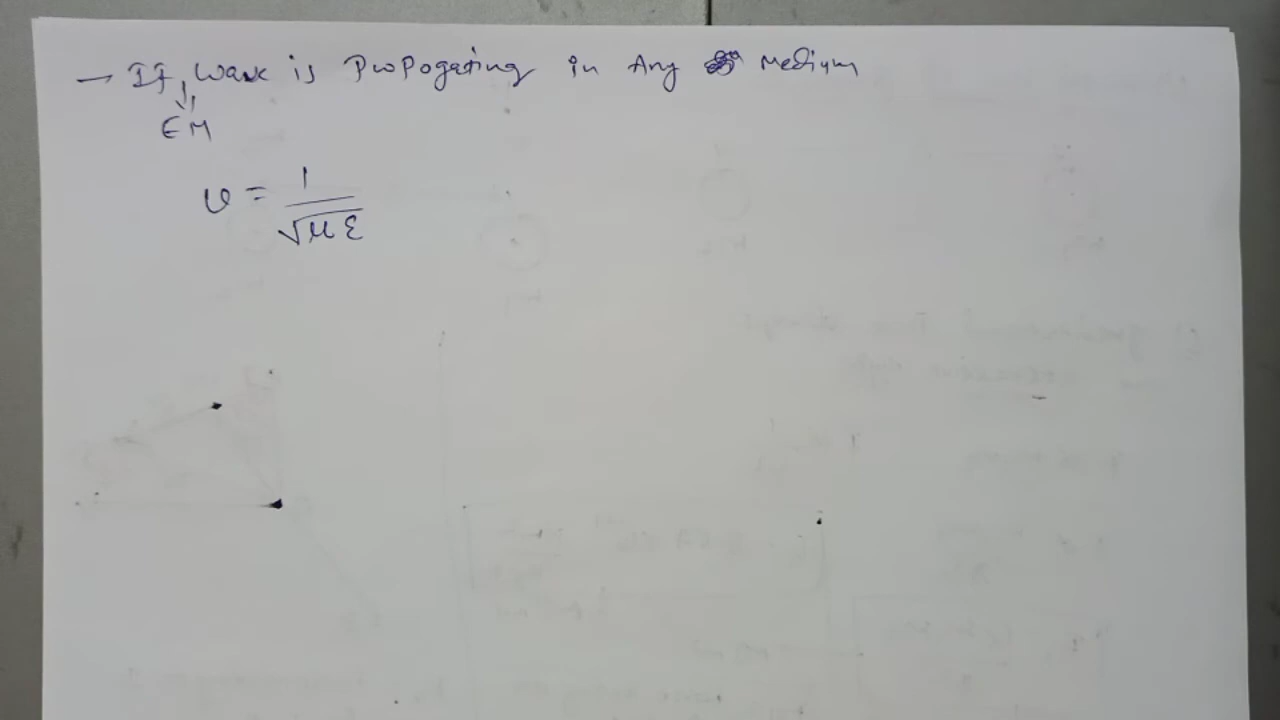 → If, Wave is Propogating in Any Medium
EM
v = 1/√με